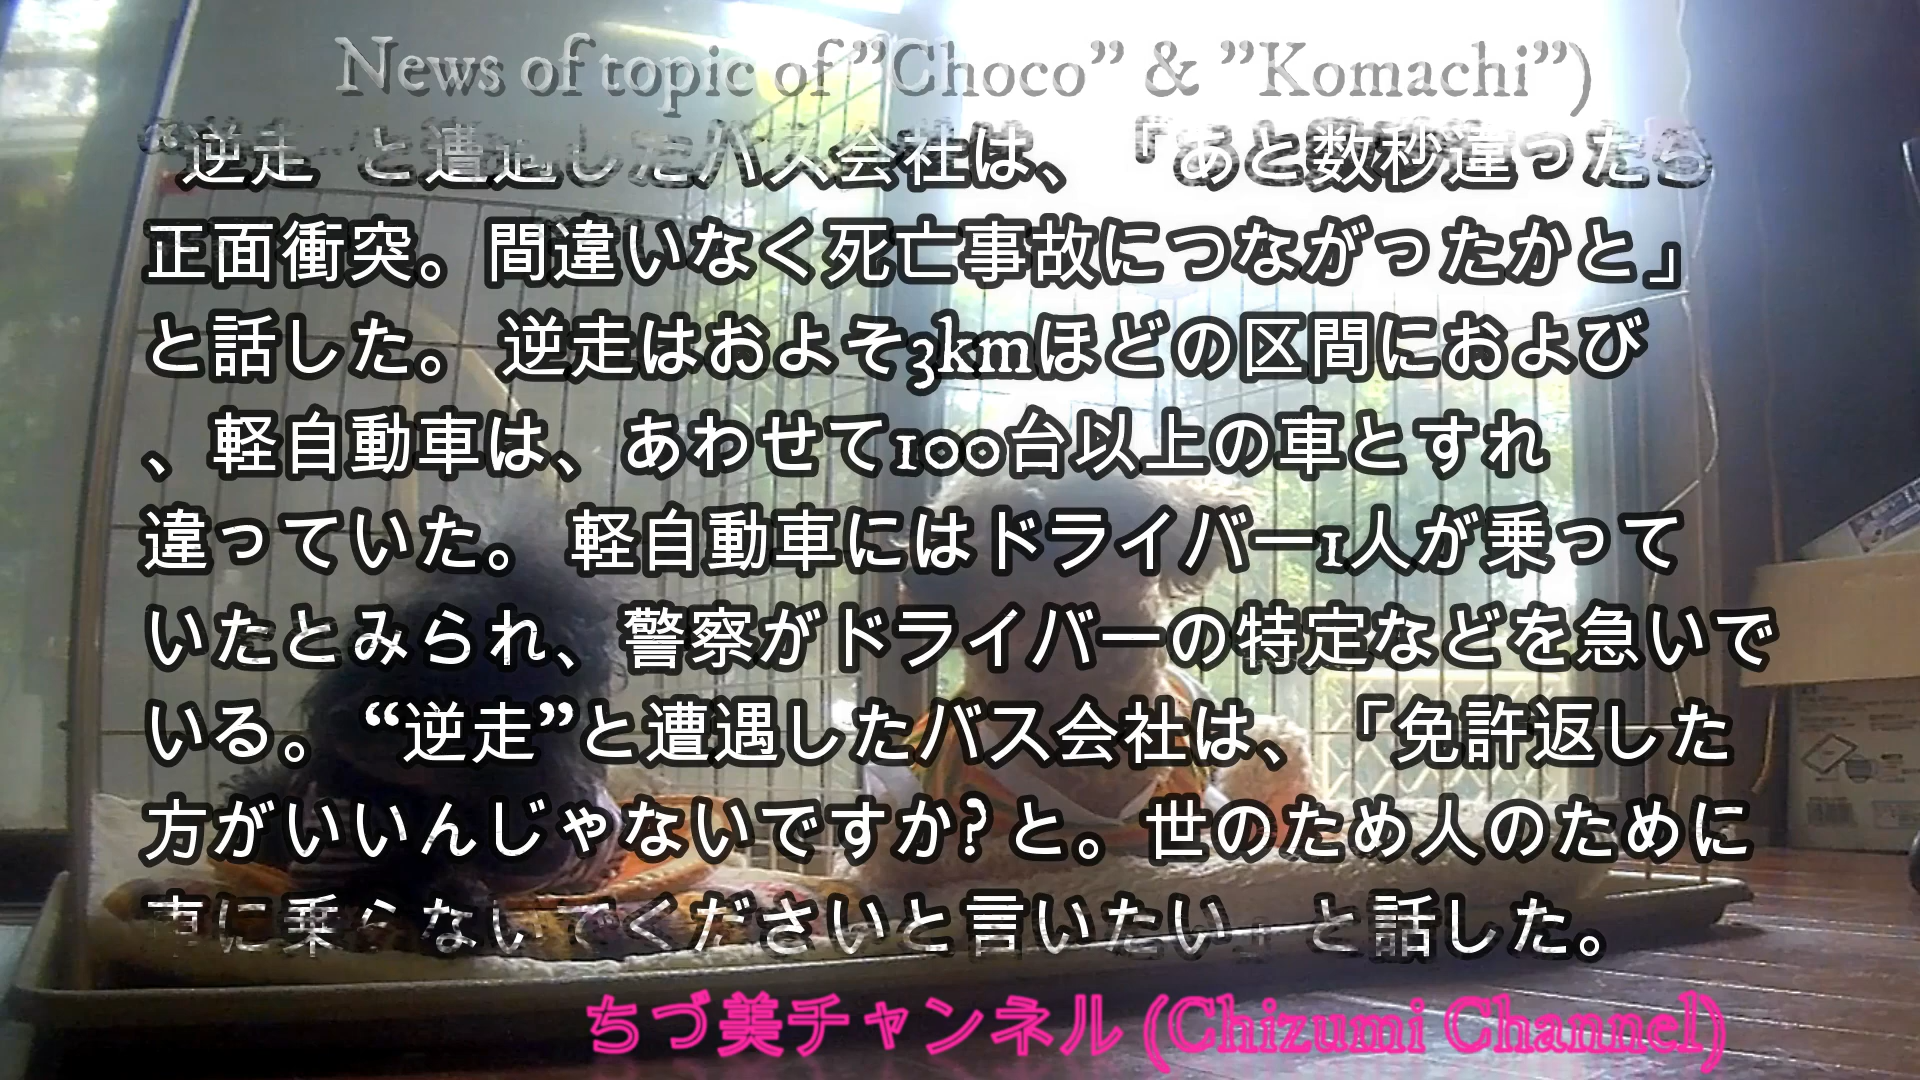 News of topic of "Choco" & "Komachi")
“逆走”と遭遇したバス会社は、「あと数秒違ったら
正面衝突。間違いなく死亡事故につながったかと」
と話した。 逆走はおよそ3kmほどの区間におよび
、軽自動車は、あわせて100台以上の車とすれ
違っていた。 軽自動車にはドライバー1人が乗って
いたとみられ、警察がドライバーの特定などを急いで
いる。 “逆走”と遭遇したバス会社は、「免許返した
方がいいんじゃないですか? と。世のため人のために
車に乗らないでくださいと言いたい」と話した。
ちづ美チャンネル (Chizumi Channel)